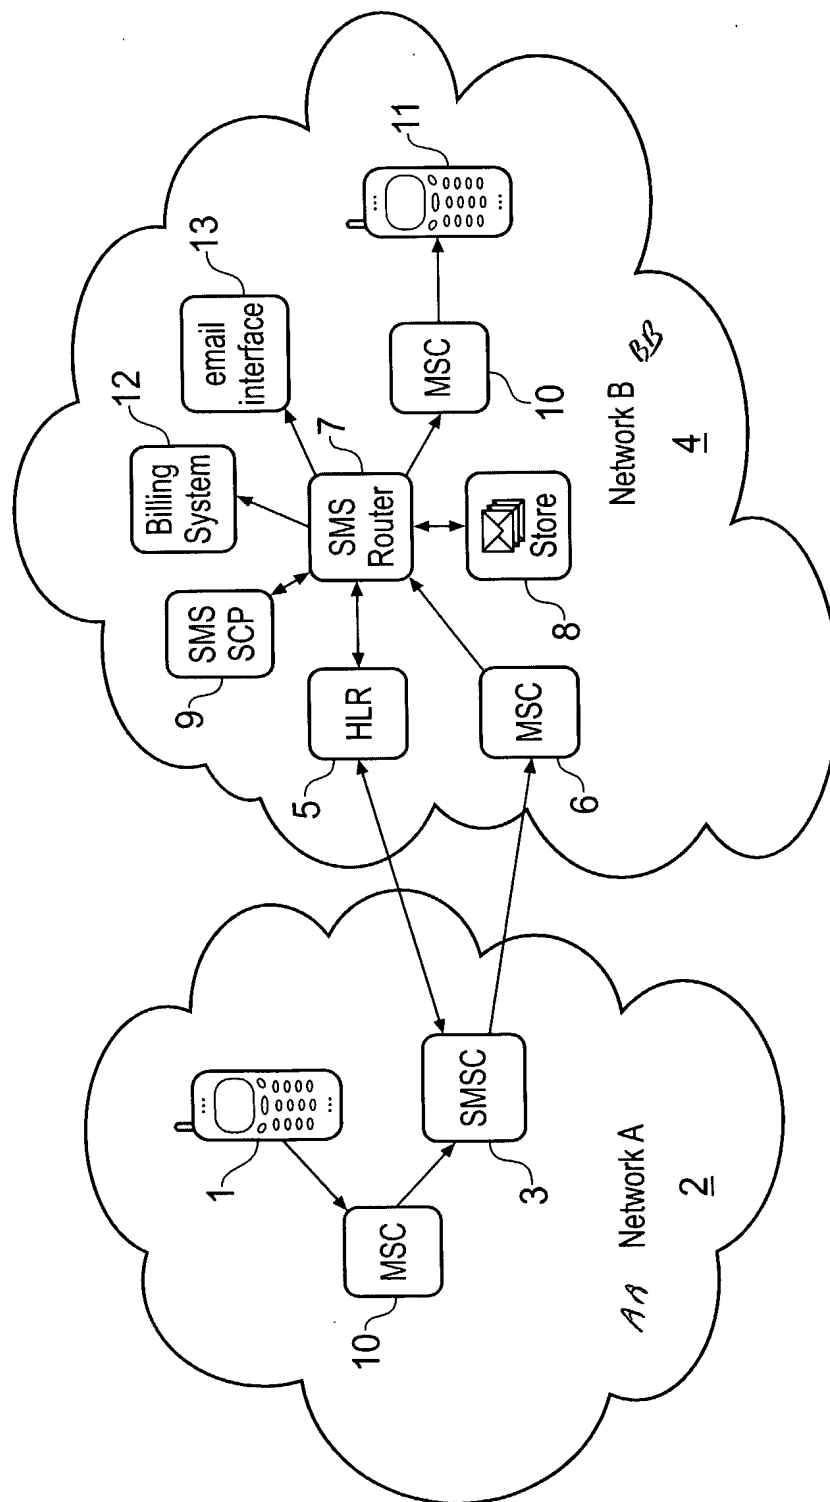 1
MSC
10
SMSC
3
AA
Network A
2
SMS
SCP
9
Billing
System
12
email
interface
13
HLR
5
SMS
Router
7
MSC
6
Store
8
MSC
10
11
Network B
BB
4